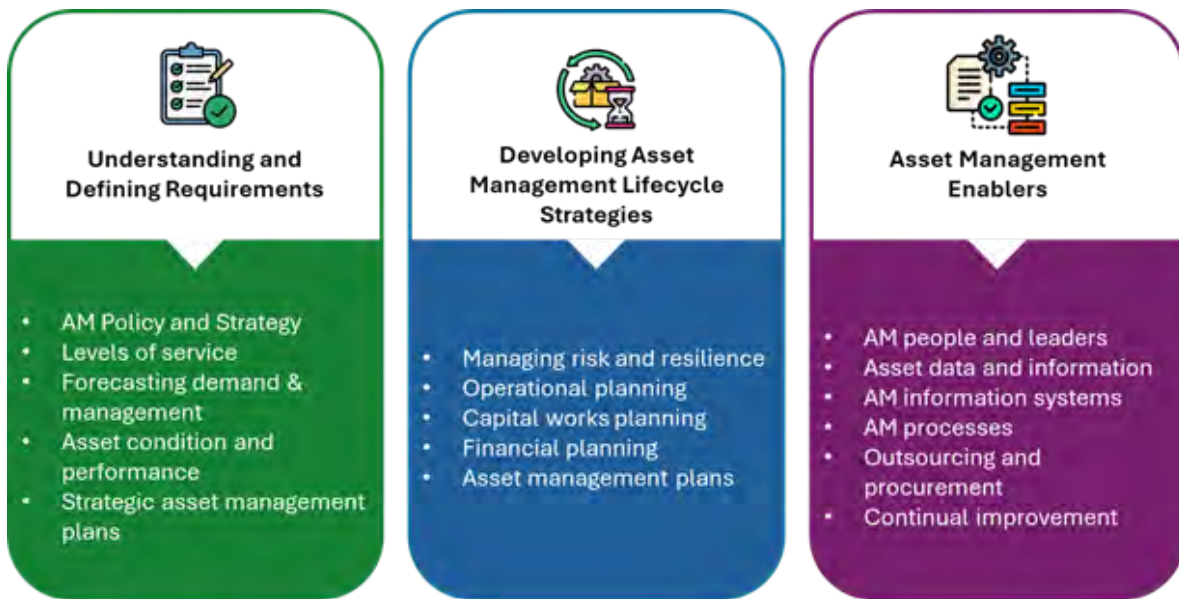 Understanding and
Defining Requirements
• AM Policy and Strategy
• Levels of service
• Forecasting demand &
management
• Asset condition and
performance
• Strategic asset management
plans
Developing Asset
Management Lifecycle
Strategies
• Managing risk and resilience
• Operational planning
• Capital works planning
• Financial planning
• Asset management plans
Asset Management
Enablers
• AM people and leaders
• Asset data and information
• AM information systems
• AM processes
• Outsourcing and
procurement
• Continual improvement